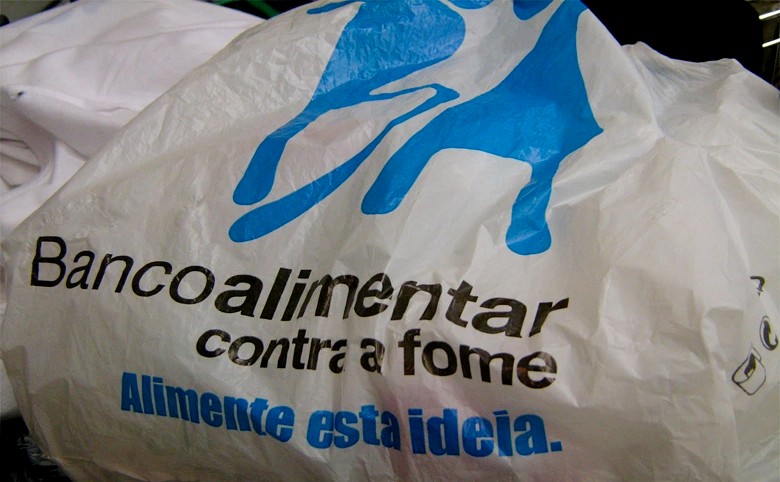 Bancoalimentar
contra a fome
Alimente esta ideia.